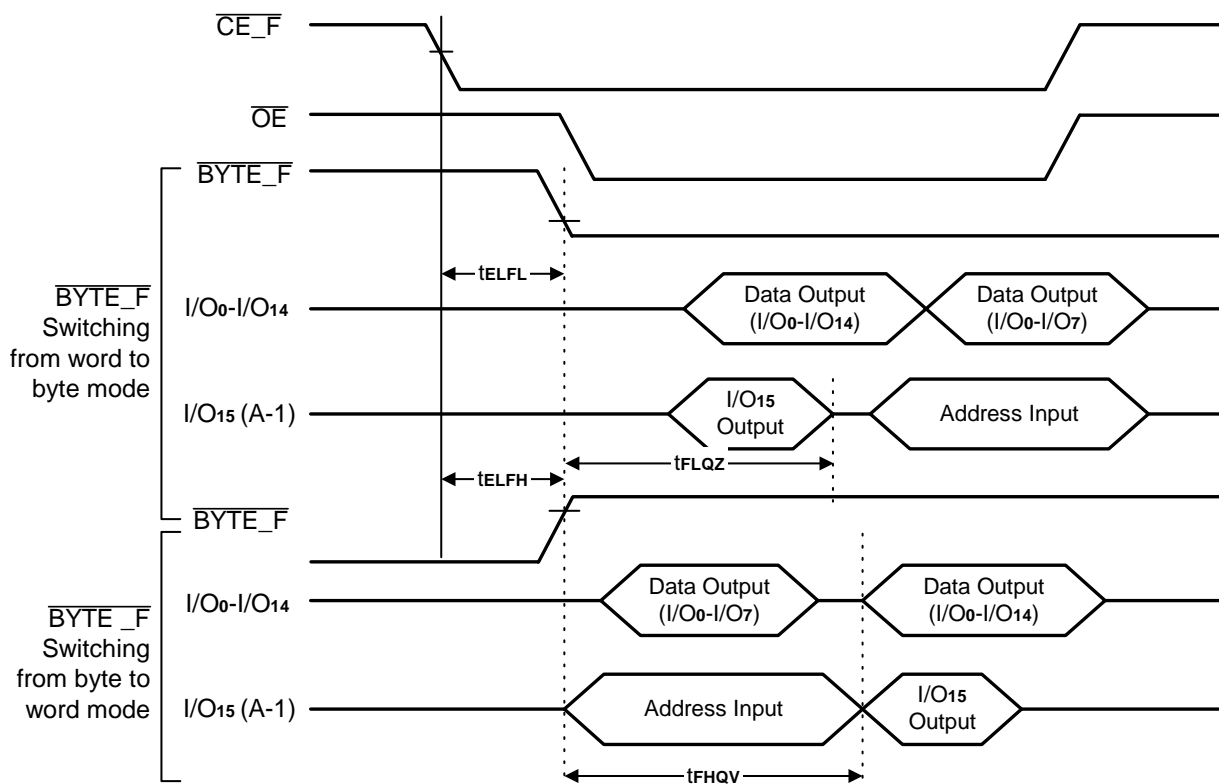 CE_F
OE
BYTE_F
tELFL
BYTE_F
Switching
from word to
byte mode
I/O0-I/O14
Data Output
(I/O0-I/O14)
Data Output
(I/O0-I/O7)
I/O15 (A-1)
I/O15
Output
Address Input
tELFH
tFLQZ
BYTE_F
BYTE _F
Switching
from byte to
word mode
I/O0-I/O14
Data Output
(I/O0-I/O7)
Data Output
(I/O0-I/O14)
I/O15 (A-1)
Address Input
I/O15
Output
tFHQV